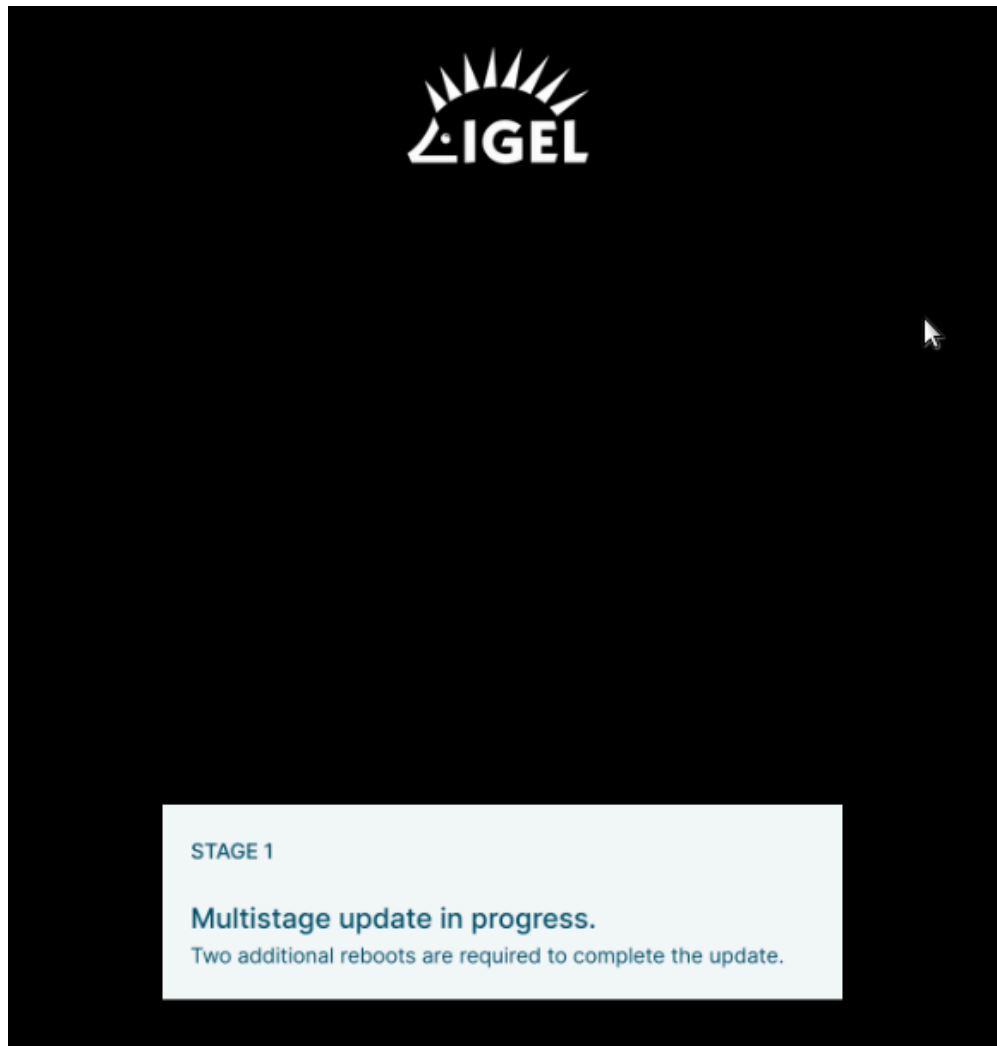 IGEL
STAGE 1
Multistage update in progress.
Two additional reboots are required to complete the update.